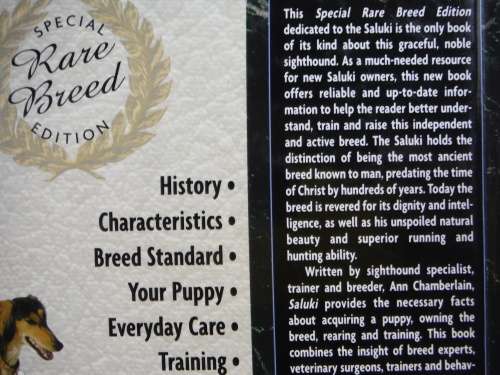 SPECIAL
Rare
Breed
EDITION
History •
Characteristics •
Breed Standard •
Your Puppy •
Everyday Care •
Training •
This Special Rare Breed Edition
dedicated to the Saluki is the only book
of its kind about this graceful, noble
sighthound. As a much-needed resource
for new Saluki owners, this new book
offers reliable and up-to-date infor-
mation to help the reader better under-
stand, train and raise this independent
and active breed. The Saluki holds the
distinction of being the most ancient
breed known to man, predating the time
of Christ by hundreds of years. Today the
breed is revered for its dignity and intel-
ligence, as well as his unspoiled natural
beauty and superior running and
hunting ability.
Written by sighthound specialist,
trainer and breeder, Ann Chamberlain,
Saluki provides the necessary facts
about acquiring a puppy, owning the
breed, rearing and training. This book
combines the insight of breed experts,
veterinary surgeons, trainers and behav-